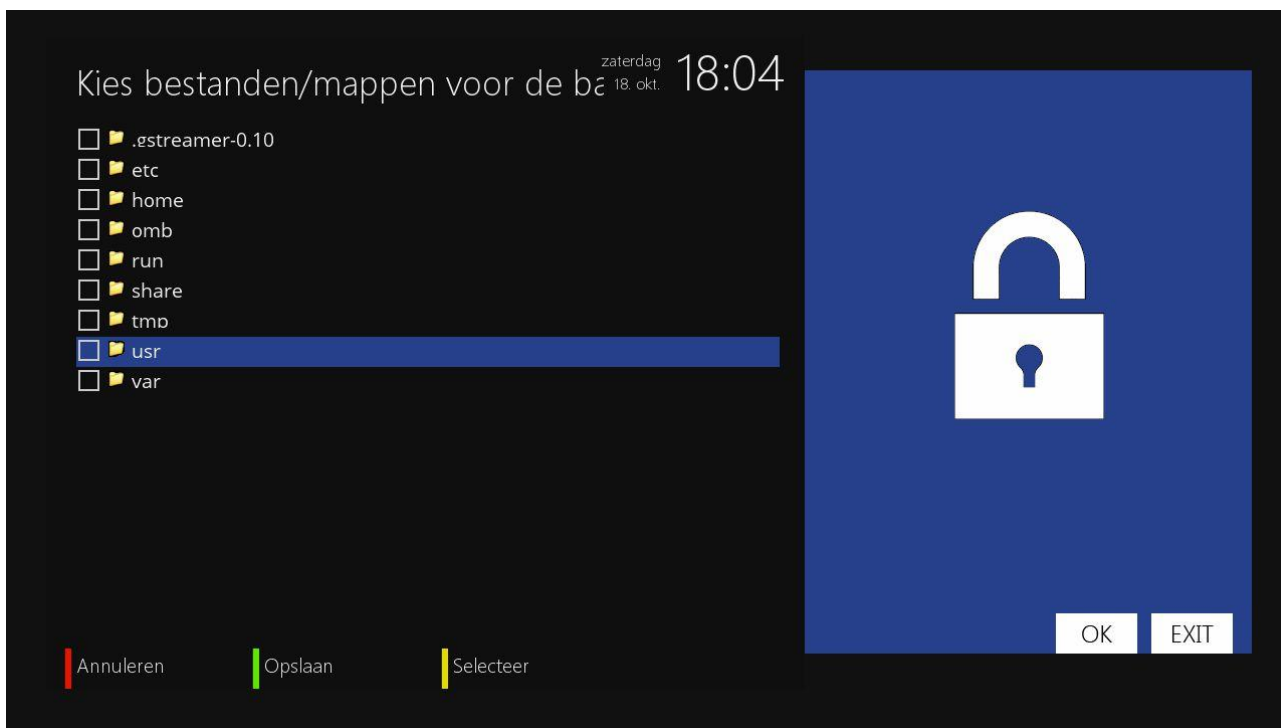 Kies bestanden/mappen voor de ba
zaterdag
18. okt.
18:04
.gstreamer-0.10
etc
home
omb
run
share
tmp
usr
var
OK
EXIT
Annuleren
Opslaan
Selecteer